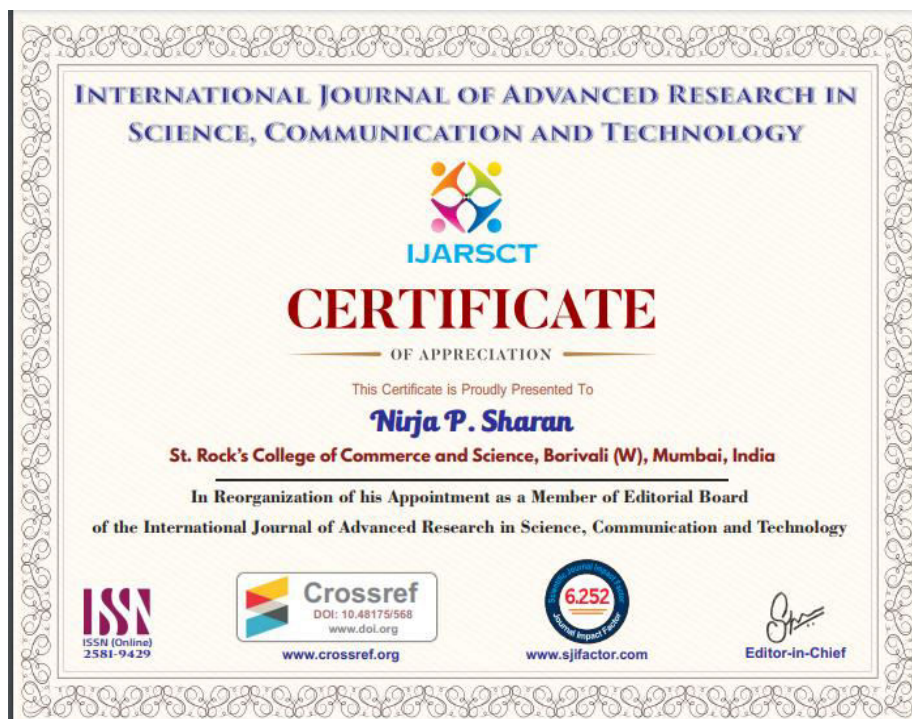 INTERNATIONAL JOURNAL OF ADVANCED RESEARCH IN
SCIENCE, COMMUNICATION AND TECHNOLOGY
IJARSCT
CERTIFICATE
OF APPRECIATION
This Certificate is Proudly Presented To
Nirja P. Sharan
St. Rock's College of Commerce and Science, Borivali (W), Mumbai, India
In Reorganization of his Appointment as a Member of Editorial Board
of the International Journal of Advanced Research in Science, Communication and Technology
ISSN
ISSN (Online)
2581-9429
Crossref
DOI: 10.48175/568
www.doi.org
www.crossref.org
Scientific Journal Impact Factor
6.252
Journal Impact Factor
www.sjifactor.com
Editor-in-Chief